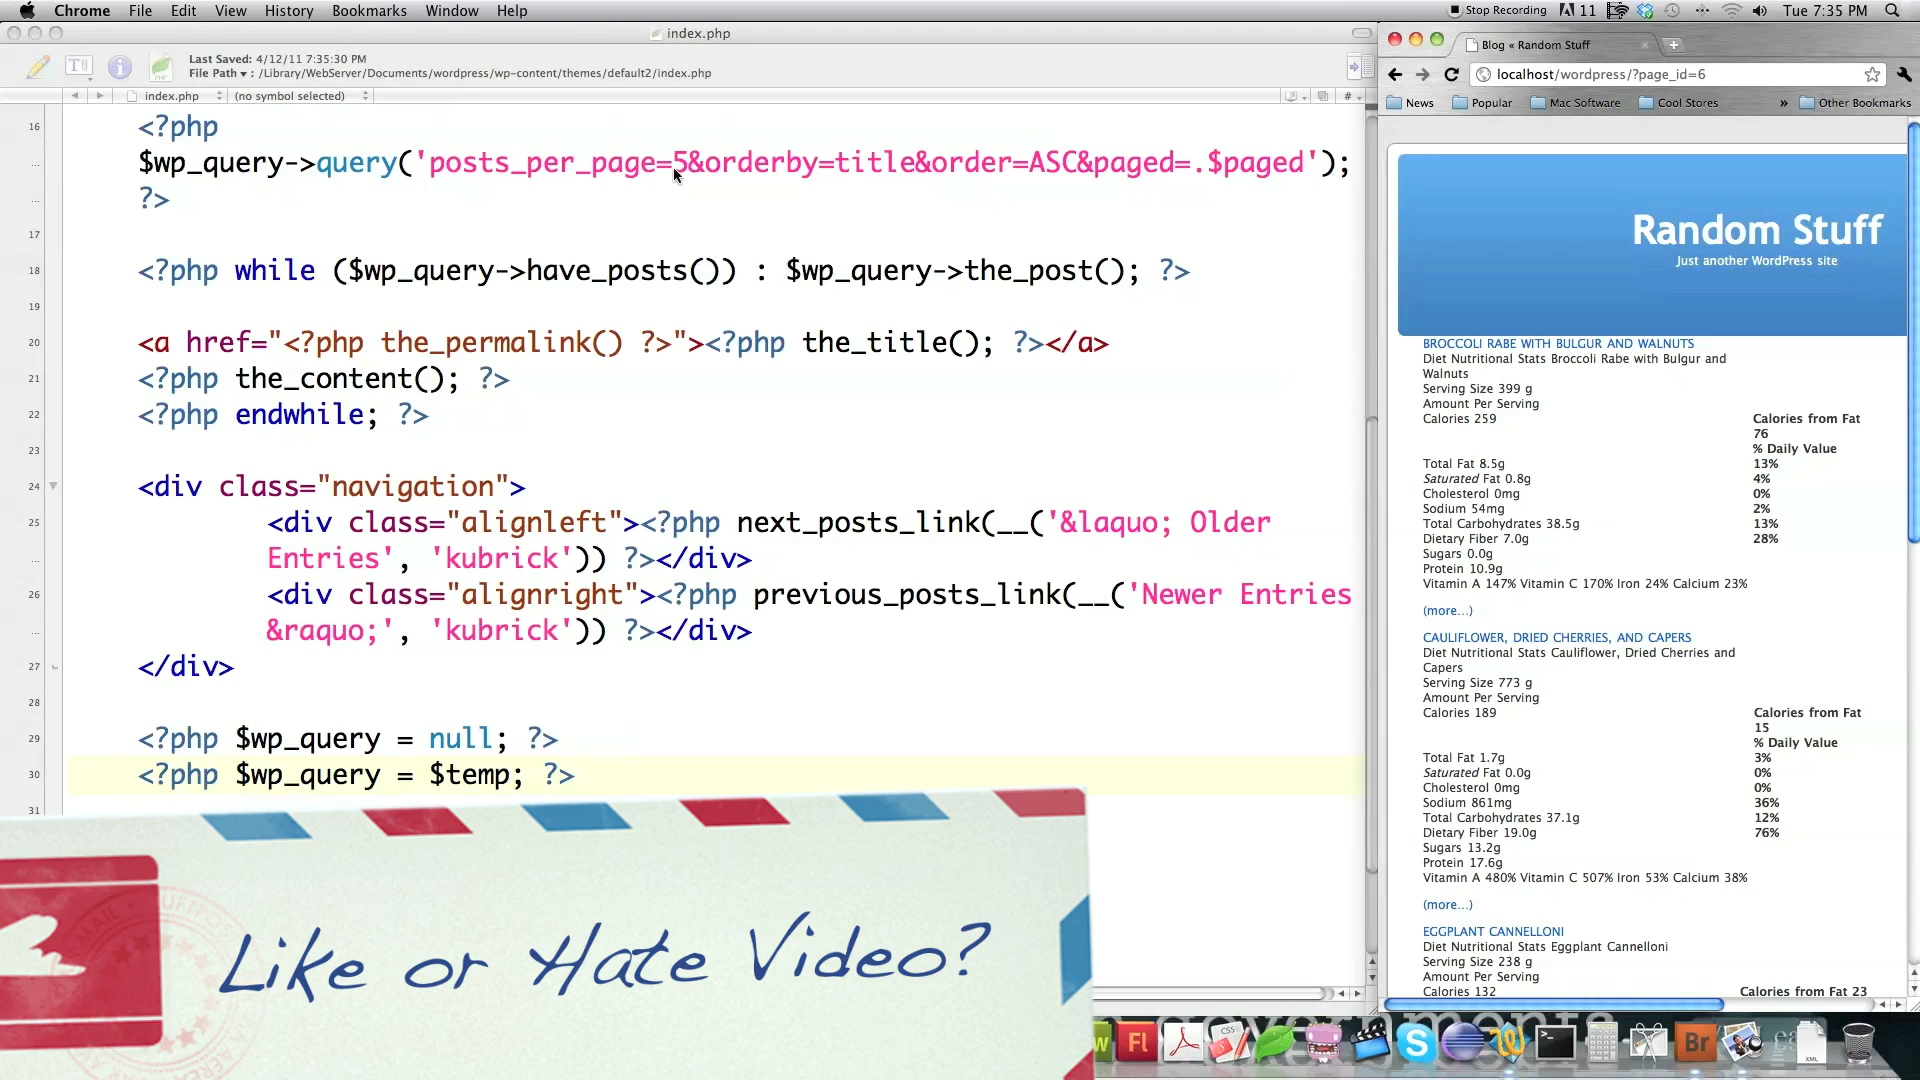 Chrome File Edit View History Bookmarks Window Help
Stop Recording 11 Tue 7:35 PM
index.php
Last Saved: 4/12/11 7:35:30 PM
File Path ▾ : /Library/WebServer/Documents/wordpress/wp-content/themes/default2/index.php
index.php (no symbol selected) #
16 <?php
$wp_query->query('posts_per_page=5&orderby=title&order=ASC&paged=.$paged');
?>
17
18 <?php while ($wp_query->have_posts()) : $wp_query->the_post(); ?>
19
20 <a href="<?php the_permalink() ?>"><?php the_title(); ?></a>
21 <?php the_content(); ?>
22 <?php endwhile; ?>
23
24 <div class="navigation">
25 <div class="alignleft"><?php next_posts_link(__('&laquo; Older
Entries', 'kubrick')) ?></div>
26 <div class="alignright"><?php previous_posts_link(__('Newer Entries
&raquo;', 'kubrick')) ?></div>
27 </div>
28
29 <?php $wp_query = null; ?>
30 <?php $wp_query = $temp; ?>
31
Like or Hate Video?
Blog « Random Stuff
localhost/wordpress/?page_id=6
News Popular Mac Software Cool Stores » Other Bookmarks
Random Stuff
Just another WordPress site
BROCCOLI RABE WITH BULGUR AND WALNUTS
Diet Nutritional Stats Broccoli Rabe with Bulgur and
Walnuts
Serving Size 399 g
Amount Per Serving
Calories 259 Calories from Fat
76
% Daily Value
Total Fat 8.5g 13%
Saturated Fat 0.8g 4%
Cholesterol 0mg 0%
Sodium 54mg 2%
Total Carbohydrates 38.5g 13%
Dietary Fiber 7.0g 28%
Sugars 0.0g
Protein 10.9g
Vitamin A 147% Vitamin C 170% Iron 24% Calcium 23%
(more...)
CAULIFLOWER, DRIED CHERRIES, AND CAPERS
Diet Nutritional Stats Cauliflower, Dried Cherries and
Capers
Serving Size 773 g
Amount Per Serving
Calories 189 Calories from Fat
15
% Daily Value
Total Fat 1.7g 3%
Saturated Fat 0.0g 0%
Cholesterol 0mg 0%
Sodium 861mg 36%
Total Carbohydrates 37.1g 12%
Dietary Fiber 19.0g 76%
Sugars 13.2g
Protein 17.6g
Vitamin A 480% Vitamin C 507% Iron 53% Calcium 38%
(more...)
EGGPLANT CANNELLONI
Diet Nutritional Stats Eggplant Cannelloni
Serving Size 238 g
Amount Per Serving
Calories 132 Calories from Fat 23
Fl CSS Br XML